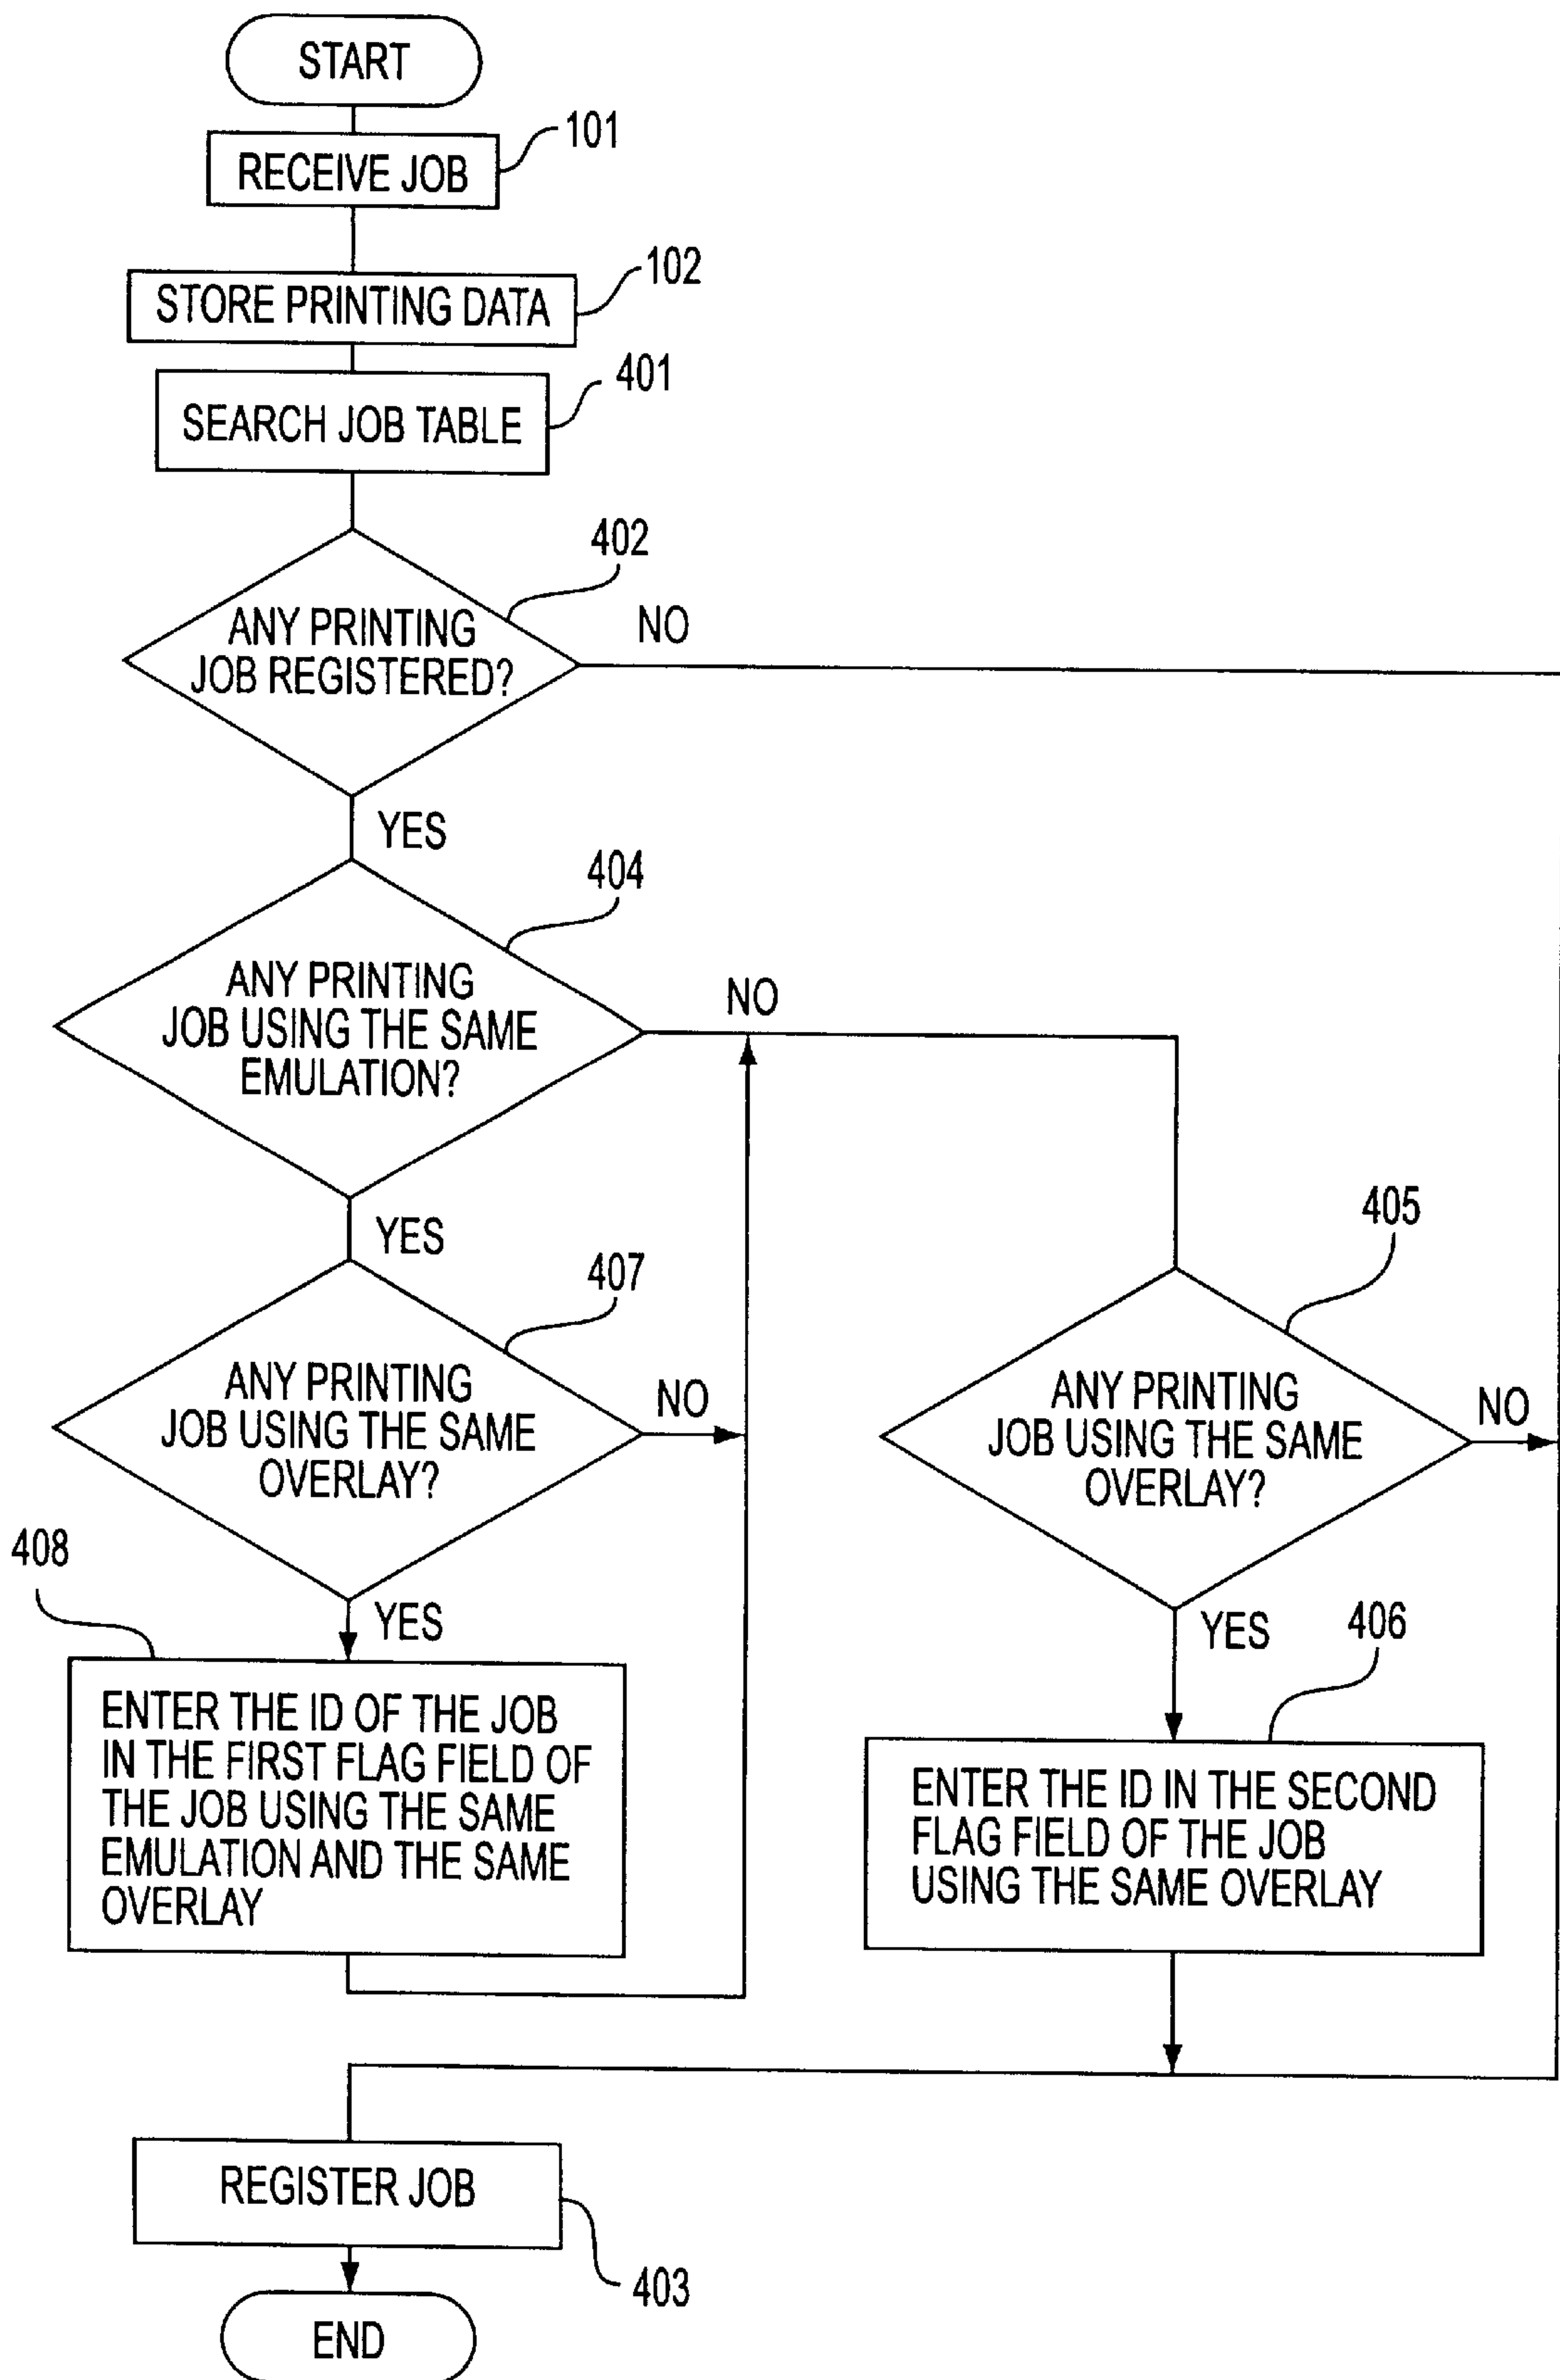 START
101
RECEIVE JOB
102
STORE PRINTING DATA
401
SEARCH JOB TABLE
402
ANY PRINTING
JOB REGISTERED?
NO
YES
404
ANY PRINTING
JOB USING THE SAME
EMULATION?
NO
YES
407
ANY PRINTING
JOB USING THE SAME
OVERLAY?
NO
405
ANY PRINTING
JOB USING THE SAME
OVERLAY?
NO
408
YES
ENTER THE ID OF THE JOB
IN THE FIRST FLAG FIELD OF
THE JOB USING THE SAME
EMULATION AND THE SAME
OVERLAY
YES
406
ENTER THE ID IN THE SECOND
FLAG FIELD OF THE JOB
USING THE SAME OVERLAY
REGISTER JOB
403
END